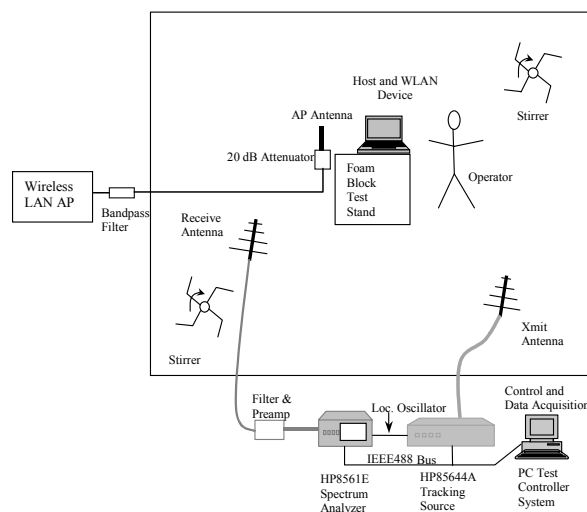 Host and WLAN
Device
Stirrer
AP Antenna
20 dB Attenuator
Foam
Block
Test
Stand
Operator
Wireless
LAN AP
Bandpass
Filter
Receive
Antenna
Stirrer
Xmit
Antenna
Filter &
Preamp
Loc. Oscillator
Control and
Data Acquisition
IEEE488 Bus
HP8561E
Spectrum
Analyzer
HP85644A
Tracking
Source
PC Test
Controller
System